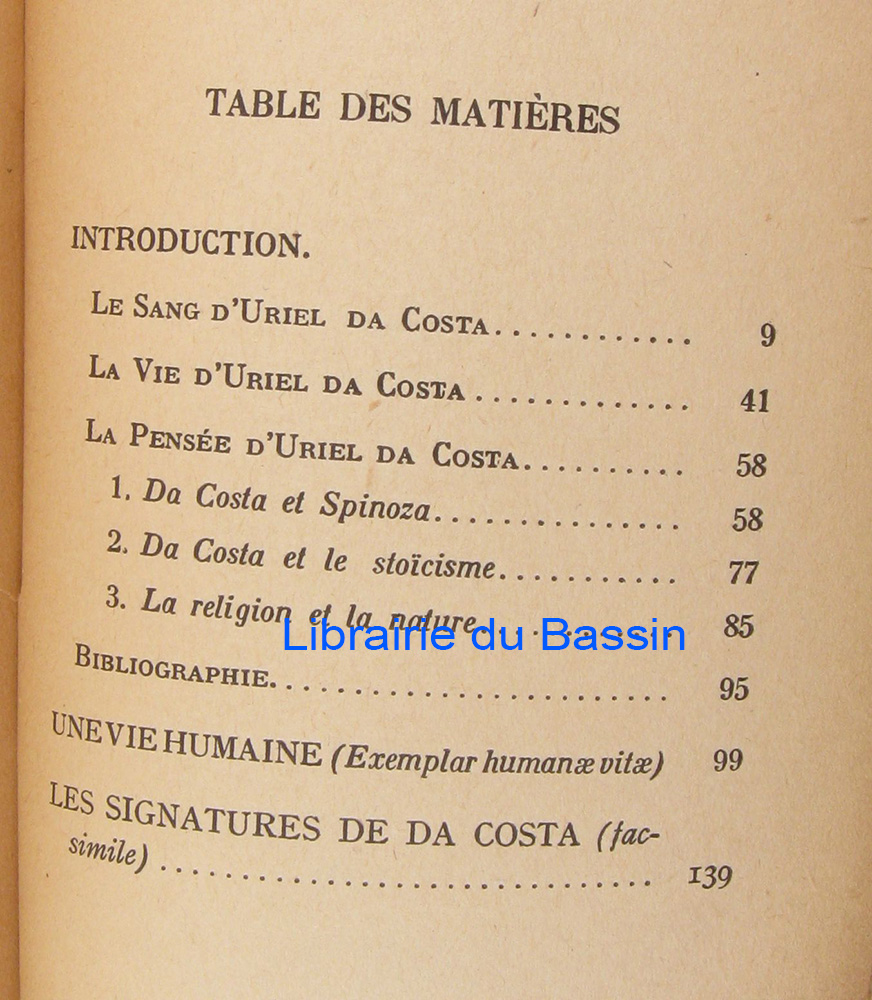 TABLE DES MATIÈRES
INTRODUCTION.
LE SANG D'URIEL DA COSTA............ 9
LA VIE D'URIEL DA COSTA ............. 41
LA PENSÉE D'URIEL DA COSTA.......... 58
1. Da Costa et Spinoza............... 58
2. Da Costa et le stoïcisme........... 77
3. La religion et la nature........... 85
Librairie du Bassin
BIBLIOGRAPHIE....................... 95
UNE VIE HUMAINE (Exemplar humanæ vitæ) 99
LES SIGNATURES DE DA COSTA (fac-
simile) ............................ 139